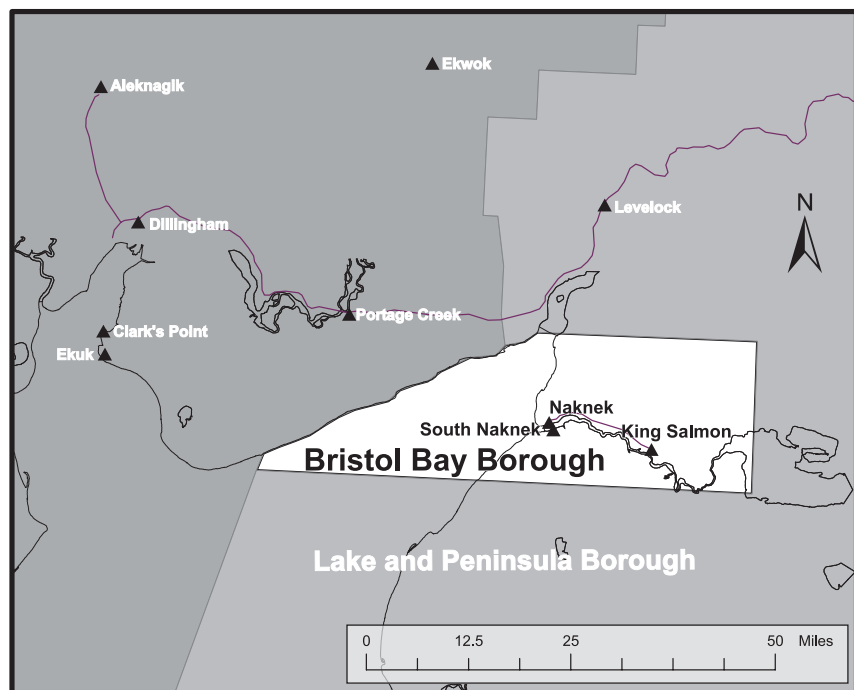 Ekwok
Aleknagik
Levelock
N
Dillingham
Portage Creek
Clark's Point
Ekuk
Naknek
South Naknek
King Salmon
Bristol Bay Borough
Lake and Peninsula Borough
0 12.5 25 50 Miles